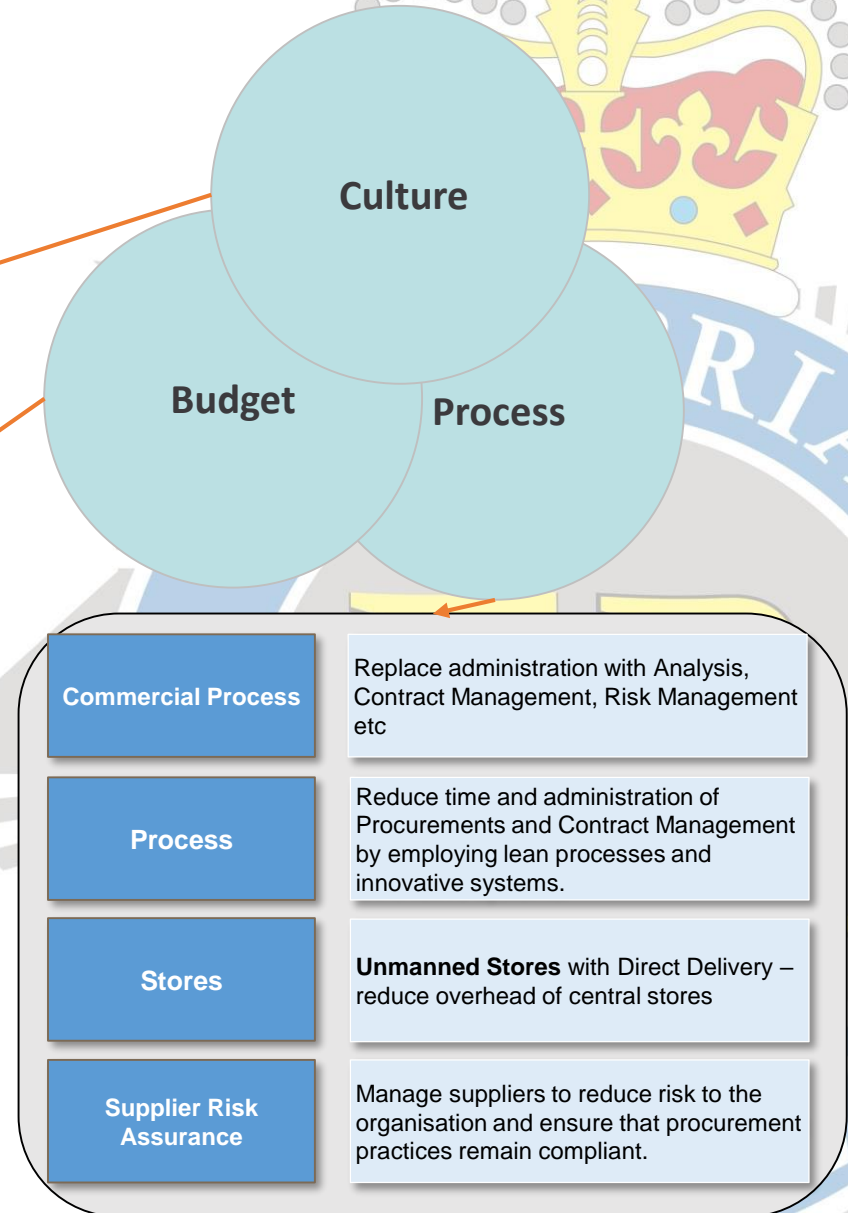 Culture
Budget
Process
Commercial Process
Replace administration with Analysis,
Contract Management, Risk Management
etc
Process
Reduce time and administration of
Procurements and Contract Management
by employing lean processes and
innovative systems.
Stores
Unmanned Stores with Direct Delivery –
reduce overhead of central stores
Supplier Risk
Assurance
Manage suppliers to reduce risk to the
organisation and ensure that procurement
practices remain compliant.